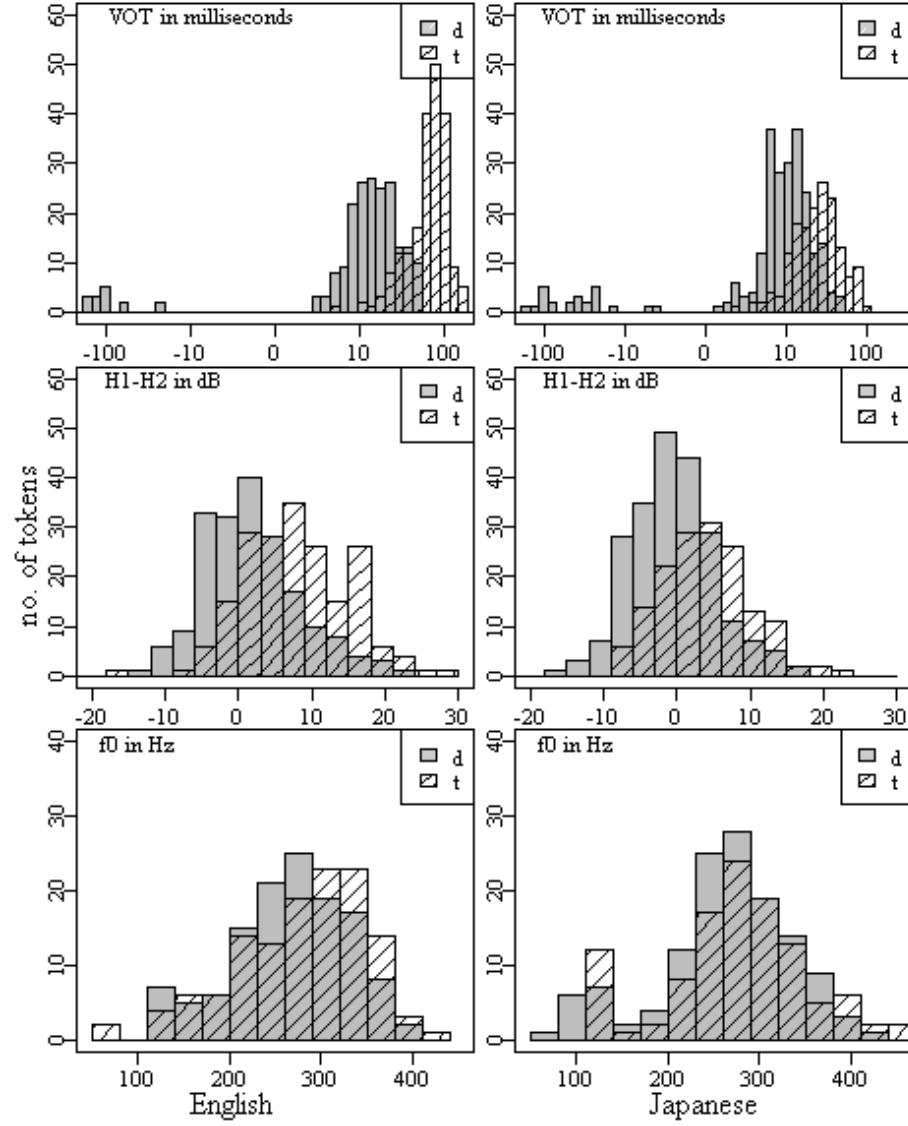 VOT in milliseconds
d
t
0 10 20 30 40 50 60
-100 -10 0 10 100
VOT in milliseconds
d
t
0 10 20 30 40 50 60
-100 -10 0 10 100
H1-H2 in dB
d
t
no. of tokens
0 10 20 30 40 50 60
-20 -10 0 10 20 30
H1-H2 in dB
d
t
0 10 20 30 40 50 60
-20 -10 0 10 20 30
f0 in Hz
d
t
0 10 20 30 40
100 200 300 400
English
f0 in Hz
d
t
0 10 20 30 40
100 200 300 400
Japanese